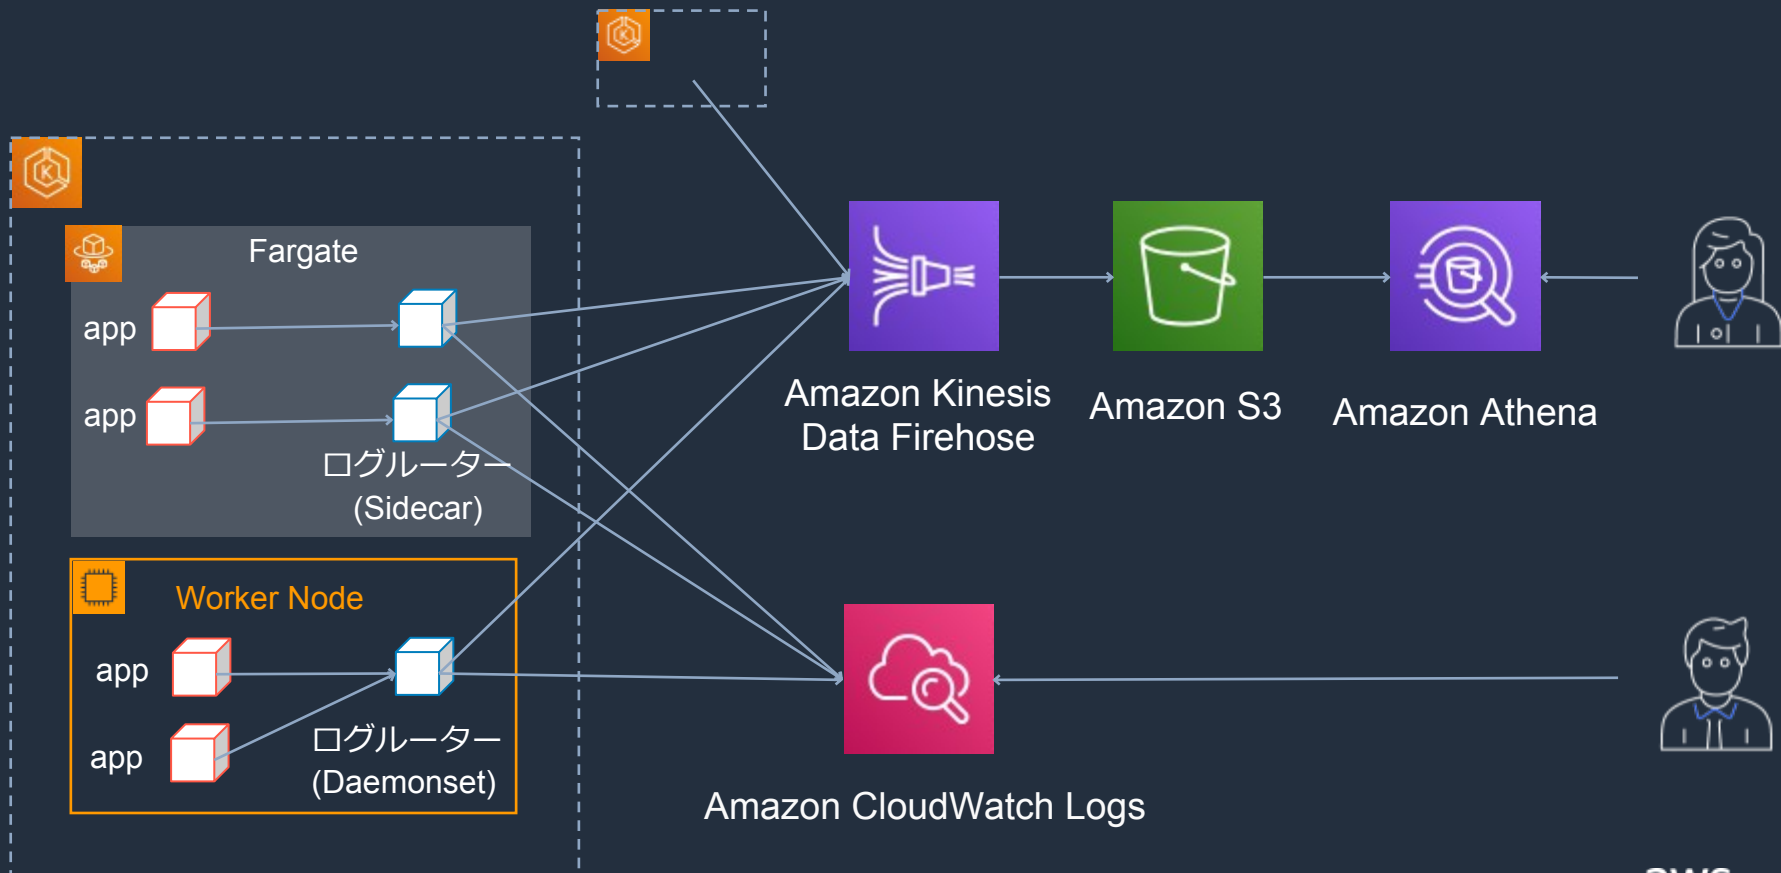 Fargate
app
app
ログルーター
(Sidecar)
Worker Node
app
app
ログルーター
(Daemonset)
Amazon Kinesis
Data Firehose
Amazon S3
Amazon Athena
Amazon CloudWatch Logs
aws